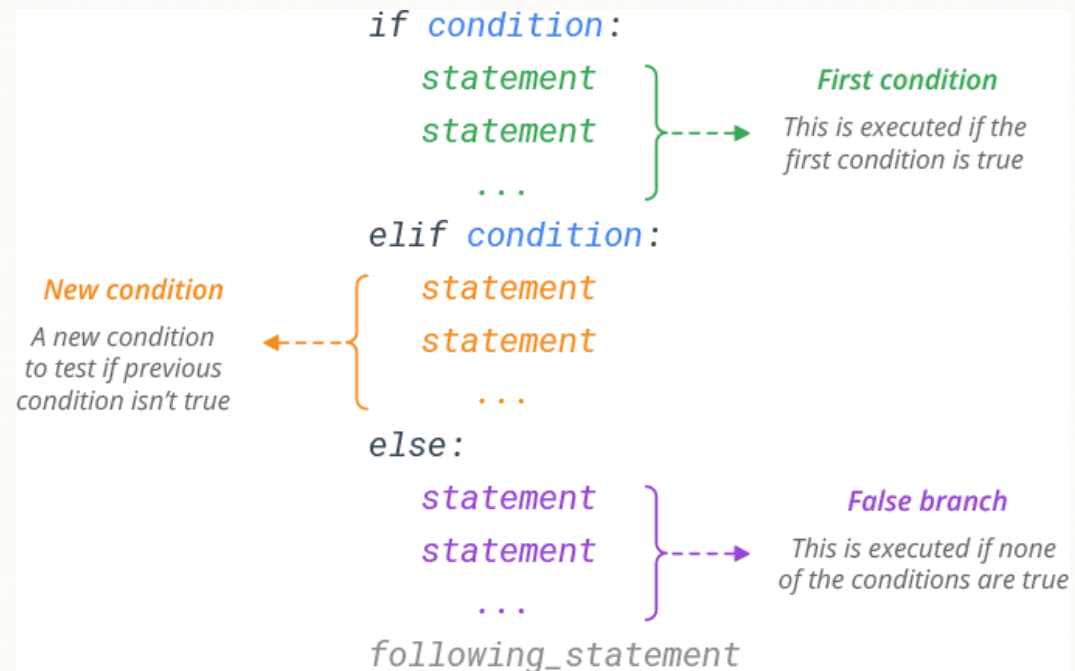 if condition:
statement
statement
...
First condition
This is executed if the
first condition is true
elif condition:
New condition
A new condition
to test if previous
condition isn’t true
statement
statement
...
else:
statement
statement
...
False branch
This is executed if none
of the conditions are true
following_statement